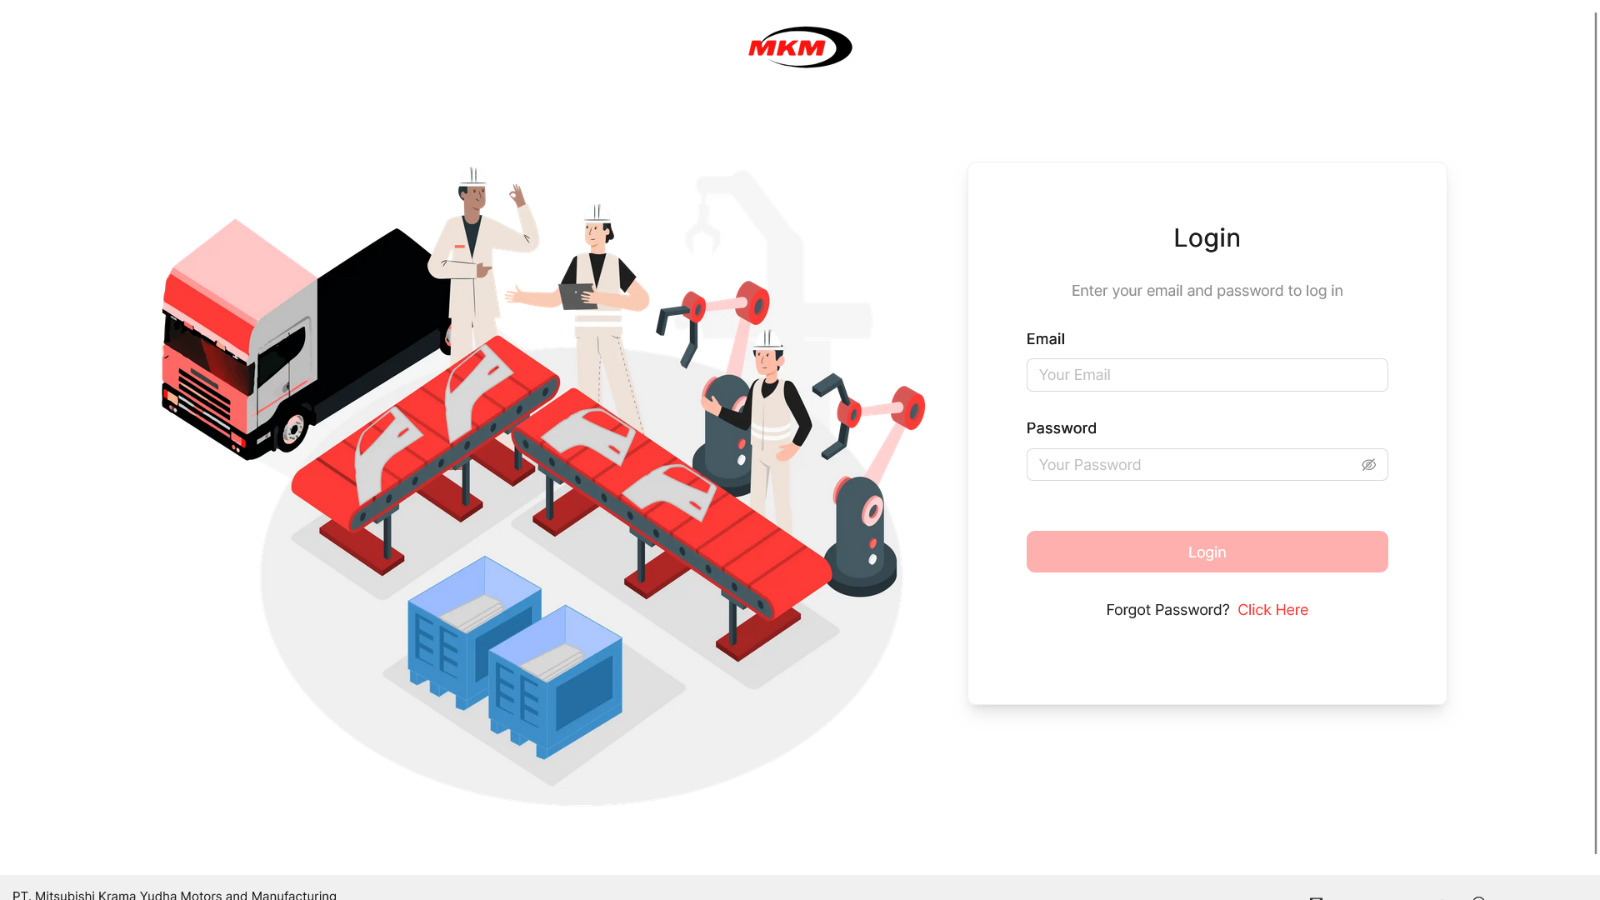 MKM
Login
Enter your email and password to log in
Email
Your Email
Password
Your Password
Login
Forgot Password? Click Here
PT. Mitsubishi Krama Yudha Motors and Manufacturing